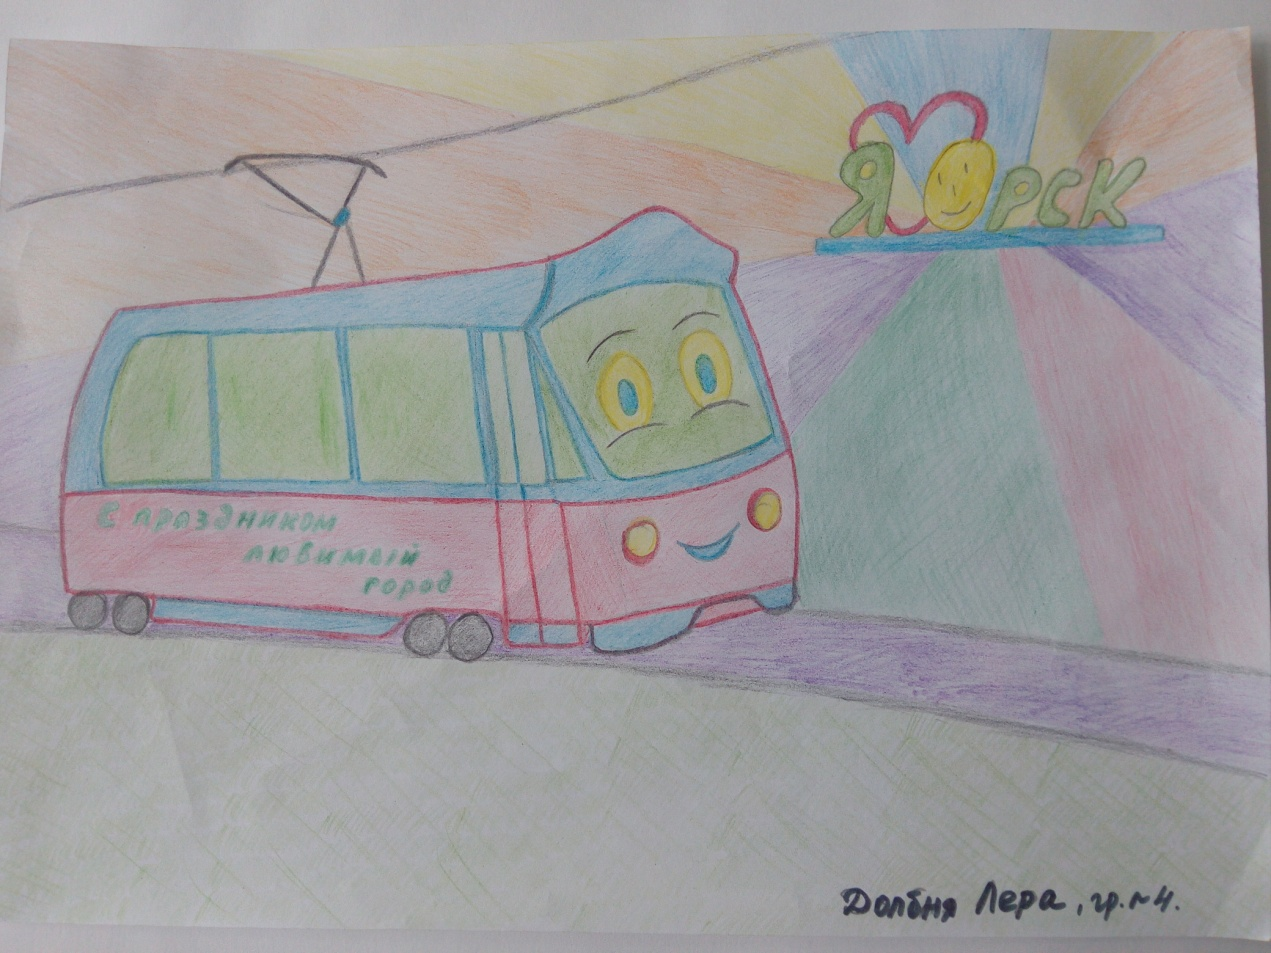 Я ОРСК
С праздником
любимый
город
Долбня Лера, гр. №4.